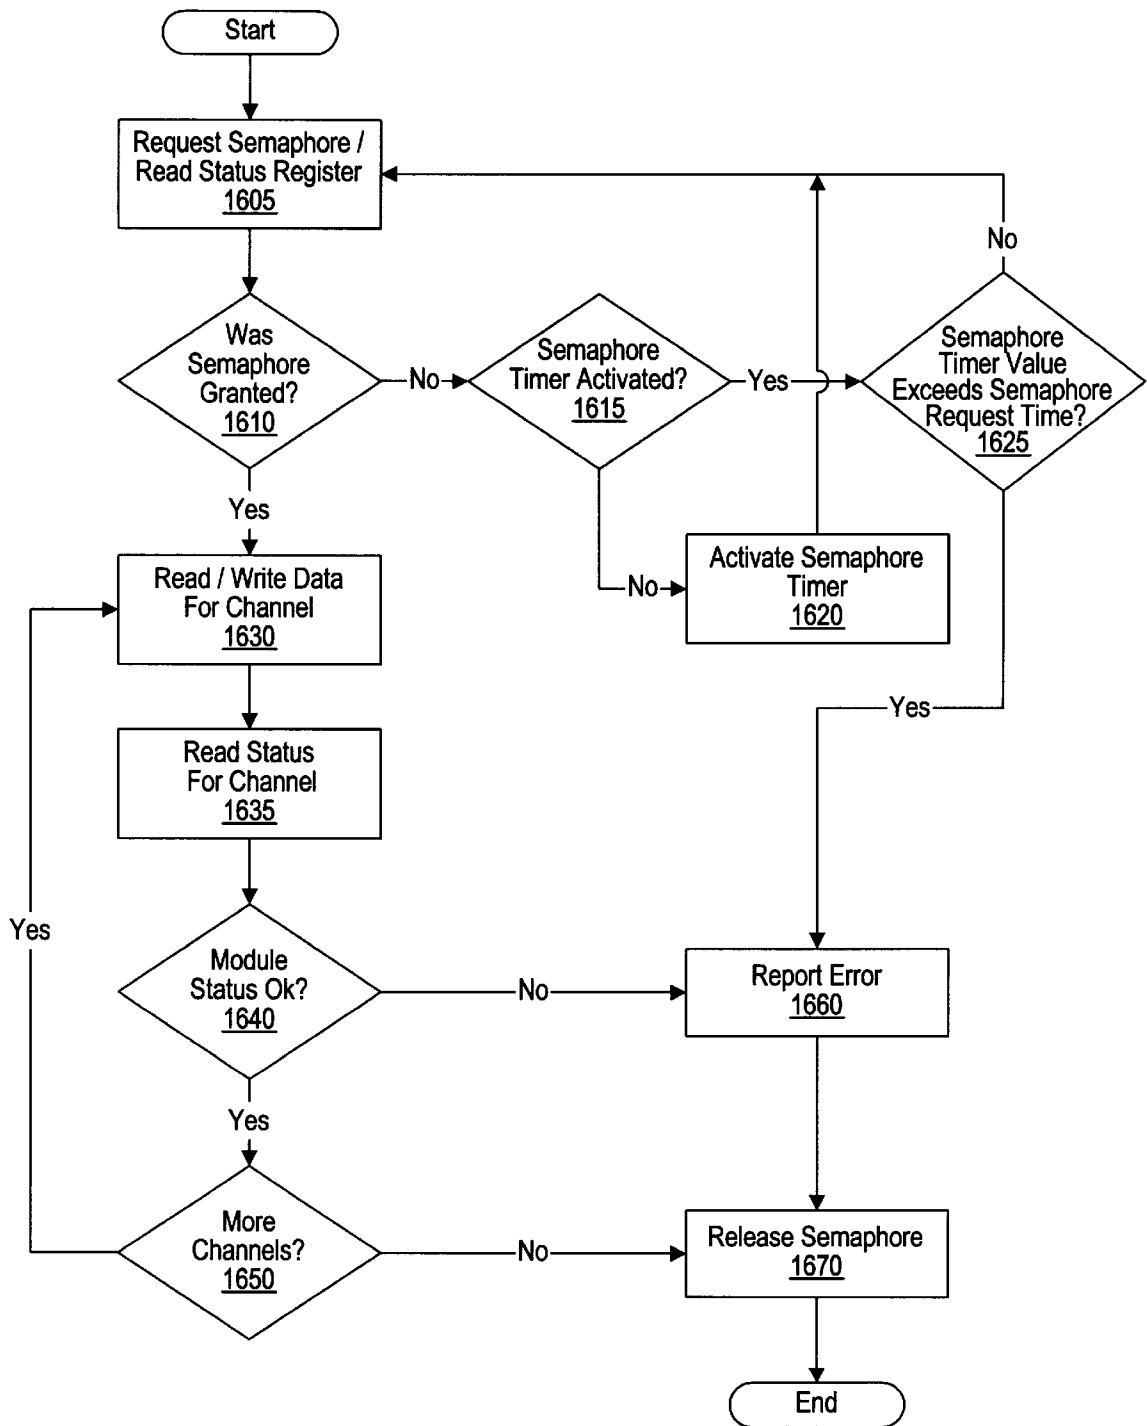 Start
Request Semaphore /
Read Status Register
1605
No
Was
Semaphore
Granted?
1610
No
Semaphore
Timer Activated?
1615
Yes
Semaphore
Timer Value
Exceeds Semaphore
Request Time?
1625
Yes
Read / Write Data
For Channel
1630
No
Activate Semaphore
Timer
1620
Yes
Read Status
For Channel
1635
Yes
Module
Status Ok?
1640
No
Report Error
1660
Yes
More
Channels?
1650
No
Release Semaphore
1670
End